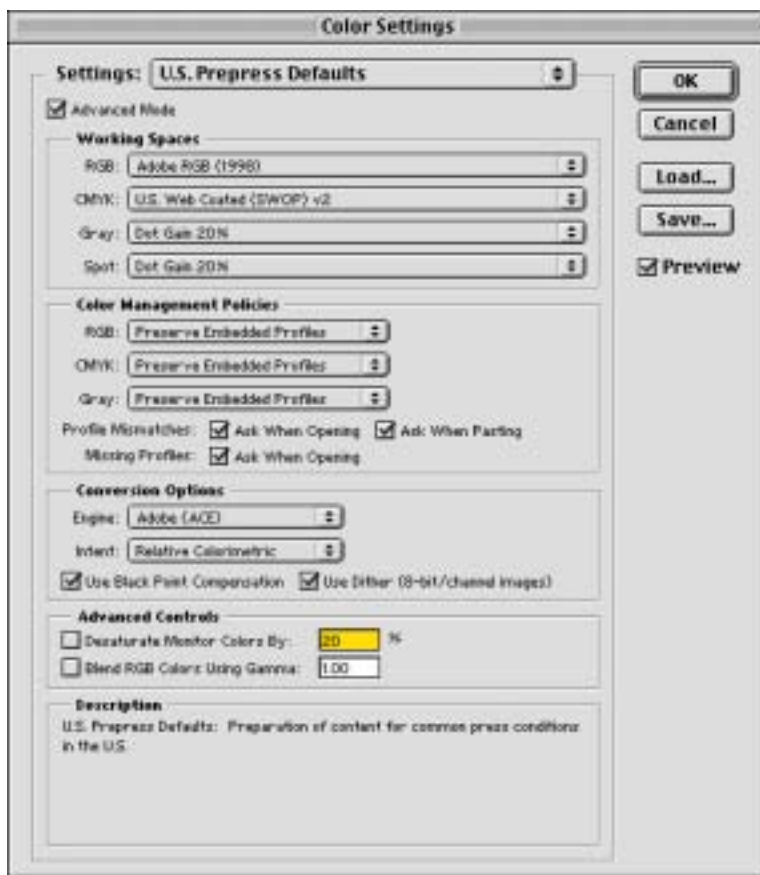 Color Settings
Settings: U.S. Prepress Defaults
OK
Advanced Mode
Cancel
Working Spaces
RGB: Adobe RGB (1998)
Load...
CMYK: U.S. Web Coated (SWOP) v2
Save...
Gray: Dot Gain 20%
Spot: Dot Gain 20%
Preview
Color Management Policies
RGB: Preserve Embedded Profiles
CMYK: Preserve Embedded Profiles
Gray: Preserve Embedded Profiles
Profile Mismatches: Ask When Opening Ask When Pasting
Missing Profiles: Ask When Opening
Conversion Options
Engine: Adobe (ACE)
Intent: Relative Colorimetric
Use Black Point Compensation Use Dither (8-bit/channel images)
Advanced Controls
Desaturate Monitor Colors By: 20 %
Blend RGB Colors Using Gamma: 1.00
Description
U.S. Prepress Defaults: Preparation of content for common press conditions
in the U.S.